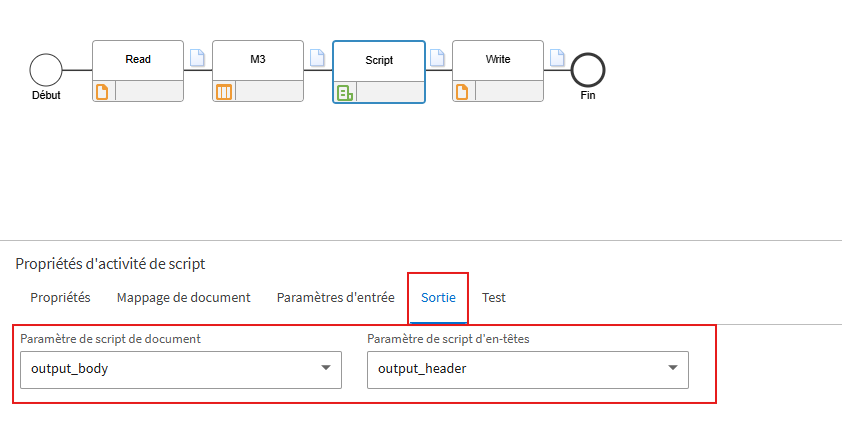 Read
M3
Script
Write
Début
Fin
Propriétés d'activité de script
Propriétés
Mappage de document
Paramètres d'entrée
Sortie
Test
Paramètre de script de document
Paramètre de script d'en-têtes
output_body
output_header